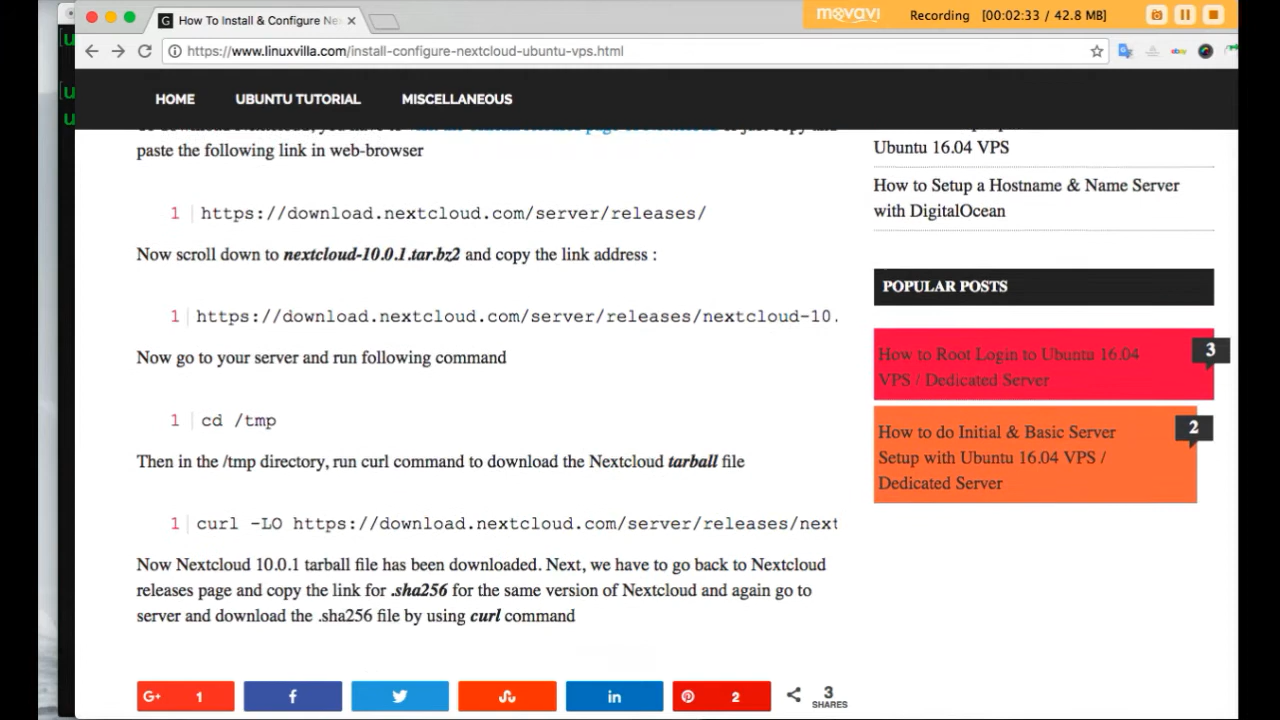 How To Install & Configure Ne
movavi
Recording [00:02:33 / 42.8 MB]
https://www.linuxvilla.com/install-configure-nextcloud-ubuntu-vps.html
HOME UBUNTU TUTORIAL MISCELLANEOUS
paste the following link in web-browser
1 https://download.nextcloud.com/server/releases/
Now scroll down to nextcloud-10.0.1.tar.bz2 and copy the link address :
1 https://download.nextcloud.com/server/releases/nextcloud-10.
Now go to your server and run following command
1 cd /tmp
Then in the /tmp directory, run curl command to download the Nextcloud tarball file
1 curl -LO https://download.nextcloud.com/server/releases/next
Now Nextcloud 10.0.1 tarball file has been downloaded. Next, we have to go back to Nextcloud
releases page and copy the link for .sha256 for the same version of Nextcloud and again go to
server and download the .sha256 file by using curl command
G+ 1
2
3
SHARES
Ubuntu 16.04 VPS
How to Setup a Hostname & Name Server
with DigitalOcean
POPULAR POSTS
How to Root Login to Ubuntu 16.04
VPS / Dedicated Server
3
How to do Initial & Basic Server
Setup with Ubuntu 16.04 VPS /
Dedicated Server
2